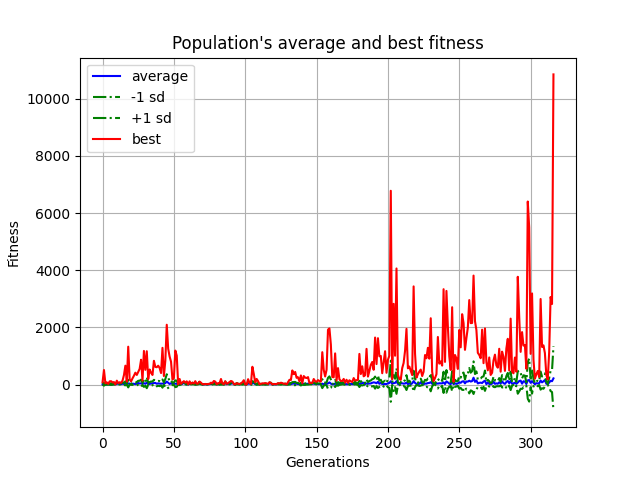 Population's average and best fitness
average
-1 sd
+1 sd
best
10000
8000
6000
4000
2000
0
Fitness
0 50 100 150 200 250 300
Generations